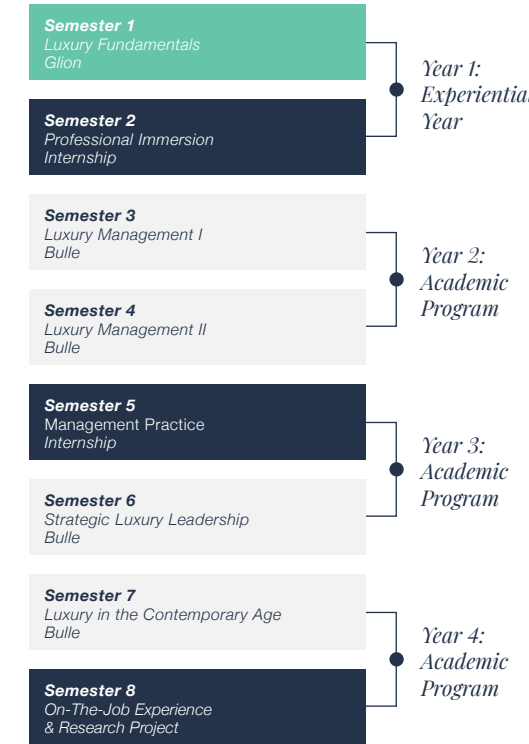 Semester 1
Luxury Fundamentals
Glion
Year 1:
Experiential
Year
Semester 2
Professional Immersion
Internship
Semester 3
Luxury Management I
Bulle
Year 2:
Academic
Program
Semester 4
Luxury Management II
Bulle
Semester 5
Management Practice
Internship
Year 3:
Academic
Program
Semester 6
Strategic Luxury Leadership
Bulle
Semester 7
Luxury in the Contemporary Age
Bulle
Year 4:
Academic
Program
Semester 8
On-The-Job Experience
& Research Project